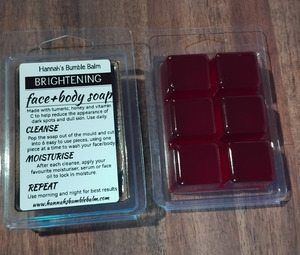 Hannah's Bumble Balm
BRIGHTENING
face+body soap
Made with tumeric, honey and vitamin
C to help reduce the appearance of
dark spots and dull skin. Use daily.
CLEANSE
Pop the soap out of the mould and cut
into 6 easy to use pieces, using one
piece at a time to wash your face/body.
MOISTURISE
After each cleanse, apply your
favourite moisturiser, serum or face
oil to lock in moisture.
REPEAT
Use morning and night for best results
www.hannahsbumblebalm.com